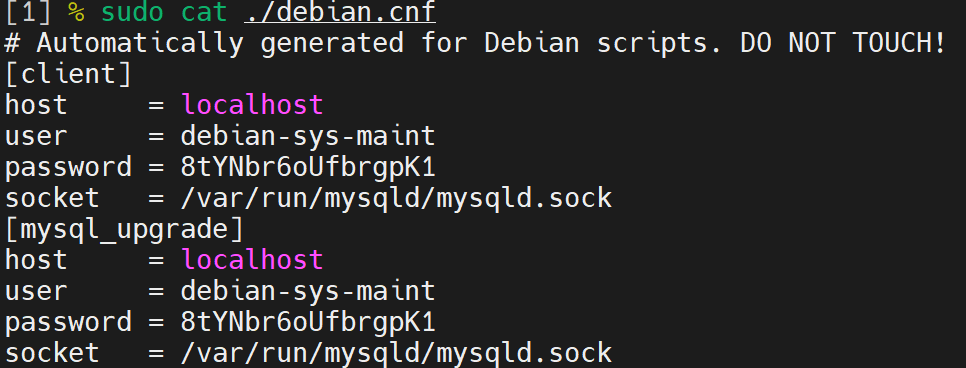 [1] % sudo cat ./debian.cnf
# Automatically generated for Debian scripts. DO NOT TOUCH!
[client]
host     = localhost
user     = debian-sys-maint
password = 8tYNbr6oUfbrgpK1
socket   = /var/run/mysqld/mysqld.sock
[mysql_upgrade]
host     = localhost
user     = debian-sys-maint
password = 8tYNbr6oUfbrgpK1
socket   = /var/run/mysqld/mysqld.sock